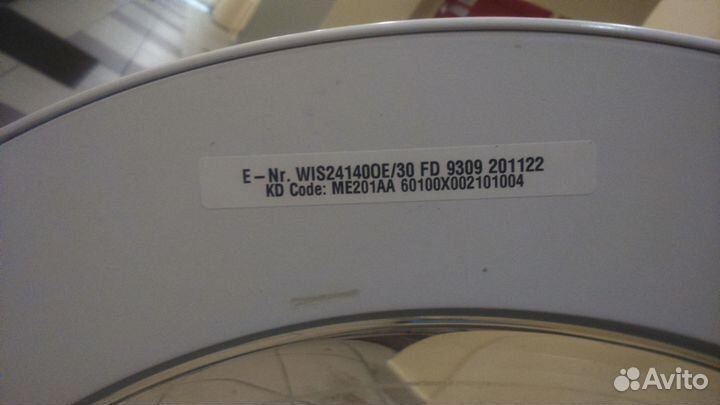 E-Nr. WIS24140OE/30 FD 9309 201122
KD Code: ME201AA 60100X002101004
Avito